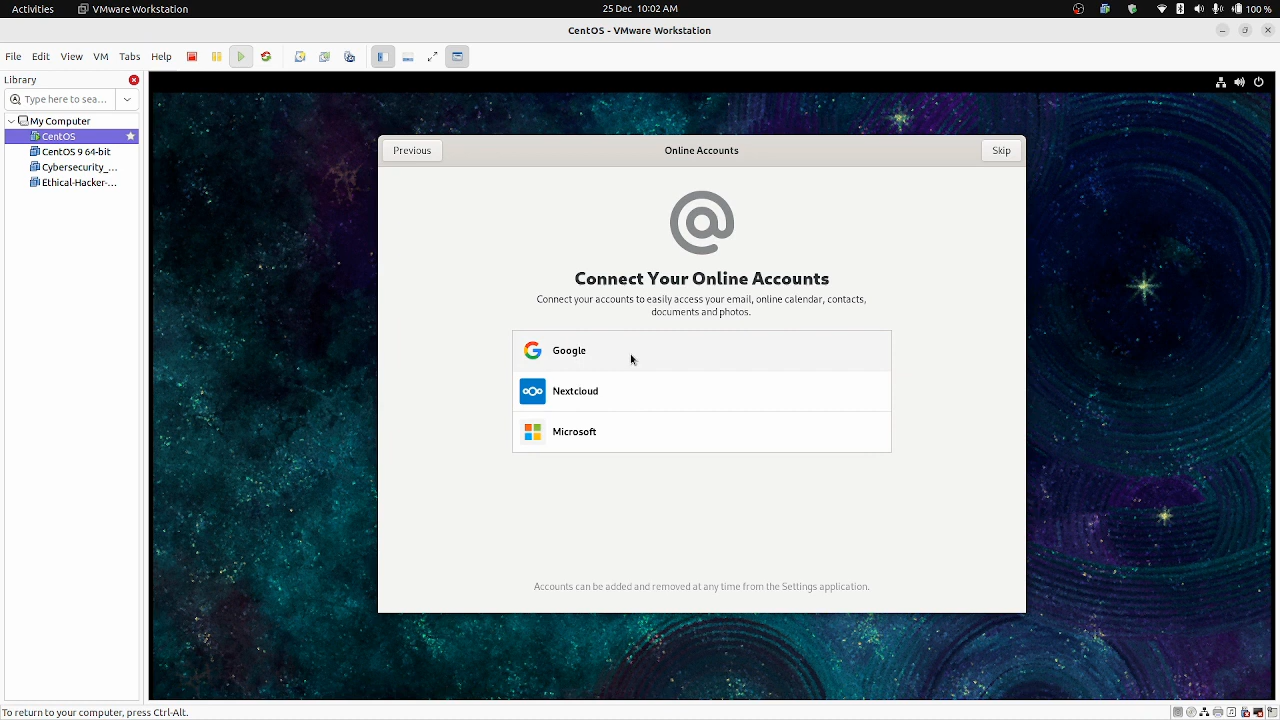 Activities
VMware Workstation
25 Dec 10:02 AM
100 %
CentOS - VMware Workstation
File Edit View VM Tabs Help
Library
Type here to sea...
My Computer
CentOS
CentOS 9 64-bit
Cybersecurity_...
Ethical-Hacker-...
Previous
Online Accounts
Skip
Connect Your Online Accounts
Connect your accounts to easily access your email, online calendar, contacts,
documents and photos.
Google
Nextcloud
Microsoft
Accounts can be added and removed at any time from the Settings application.
To return to your computer, press Ctrl-Alt.